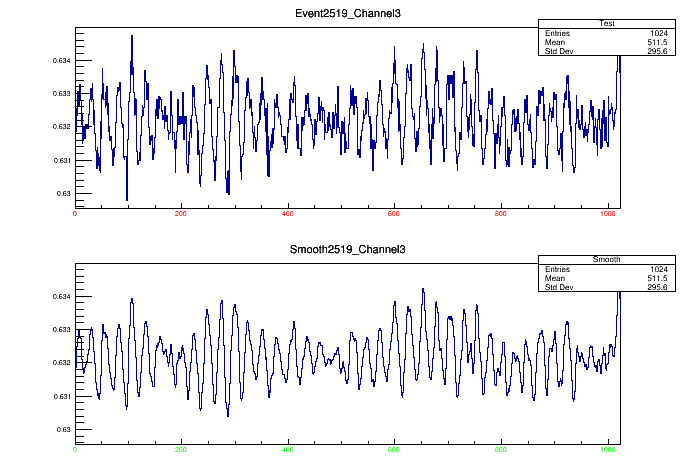 Event2519_Channel3
Test
Entries 1024
Mean 511.5
Std Dev 295.6
0.634
0.633
0.632
0.631
0.63
0 200 400 600 800 1000
Smooth2519_Channel3
Smooth
Entries 1024
Mean 511.5
Std Dev 295.6
0.634
0.633
0.632
0.631
0.63
0 200 400 600 800 1000